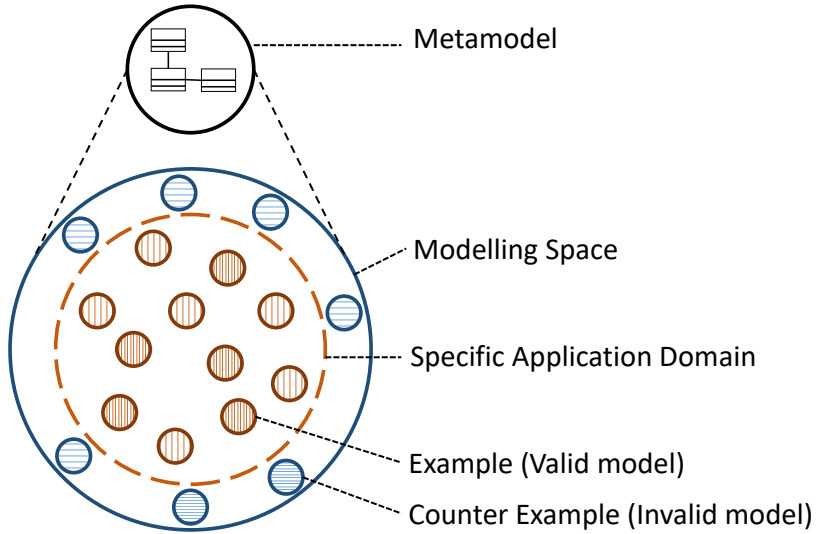 Metamodel
Modelling Space
Specific Application Domain
Example (Valid model)
Counter Example (Invalid model)